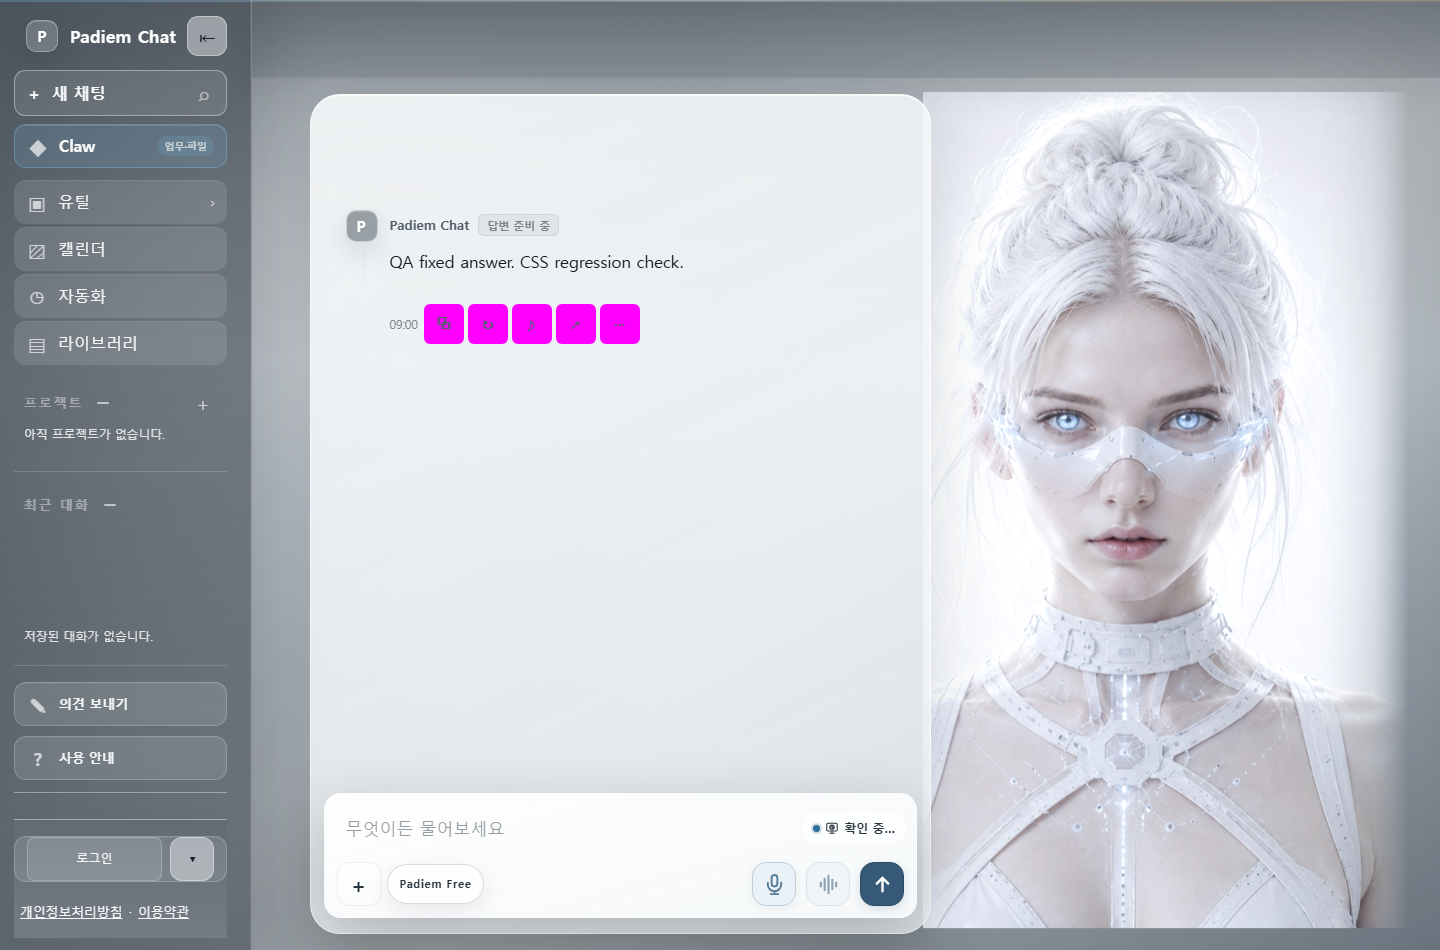 P Padiem Chat
+ 새 채팅
Claw 업무·파일
유틸
캘린더
자동화
라이브러리
프로젝트
아직 프로젝트가 없습니다.
최근 대화
저장된 대화가 없습니다.
의견 보내기
? 사용 안내
로그인
개인정보처리방침 · 이용약관
P Padiem Chat 답변 준비 중
QA fixed answer. CSS regression check.
09:00
무엇이든 물어보세요
확인 중...
+ Padiem Free